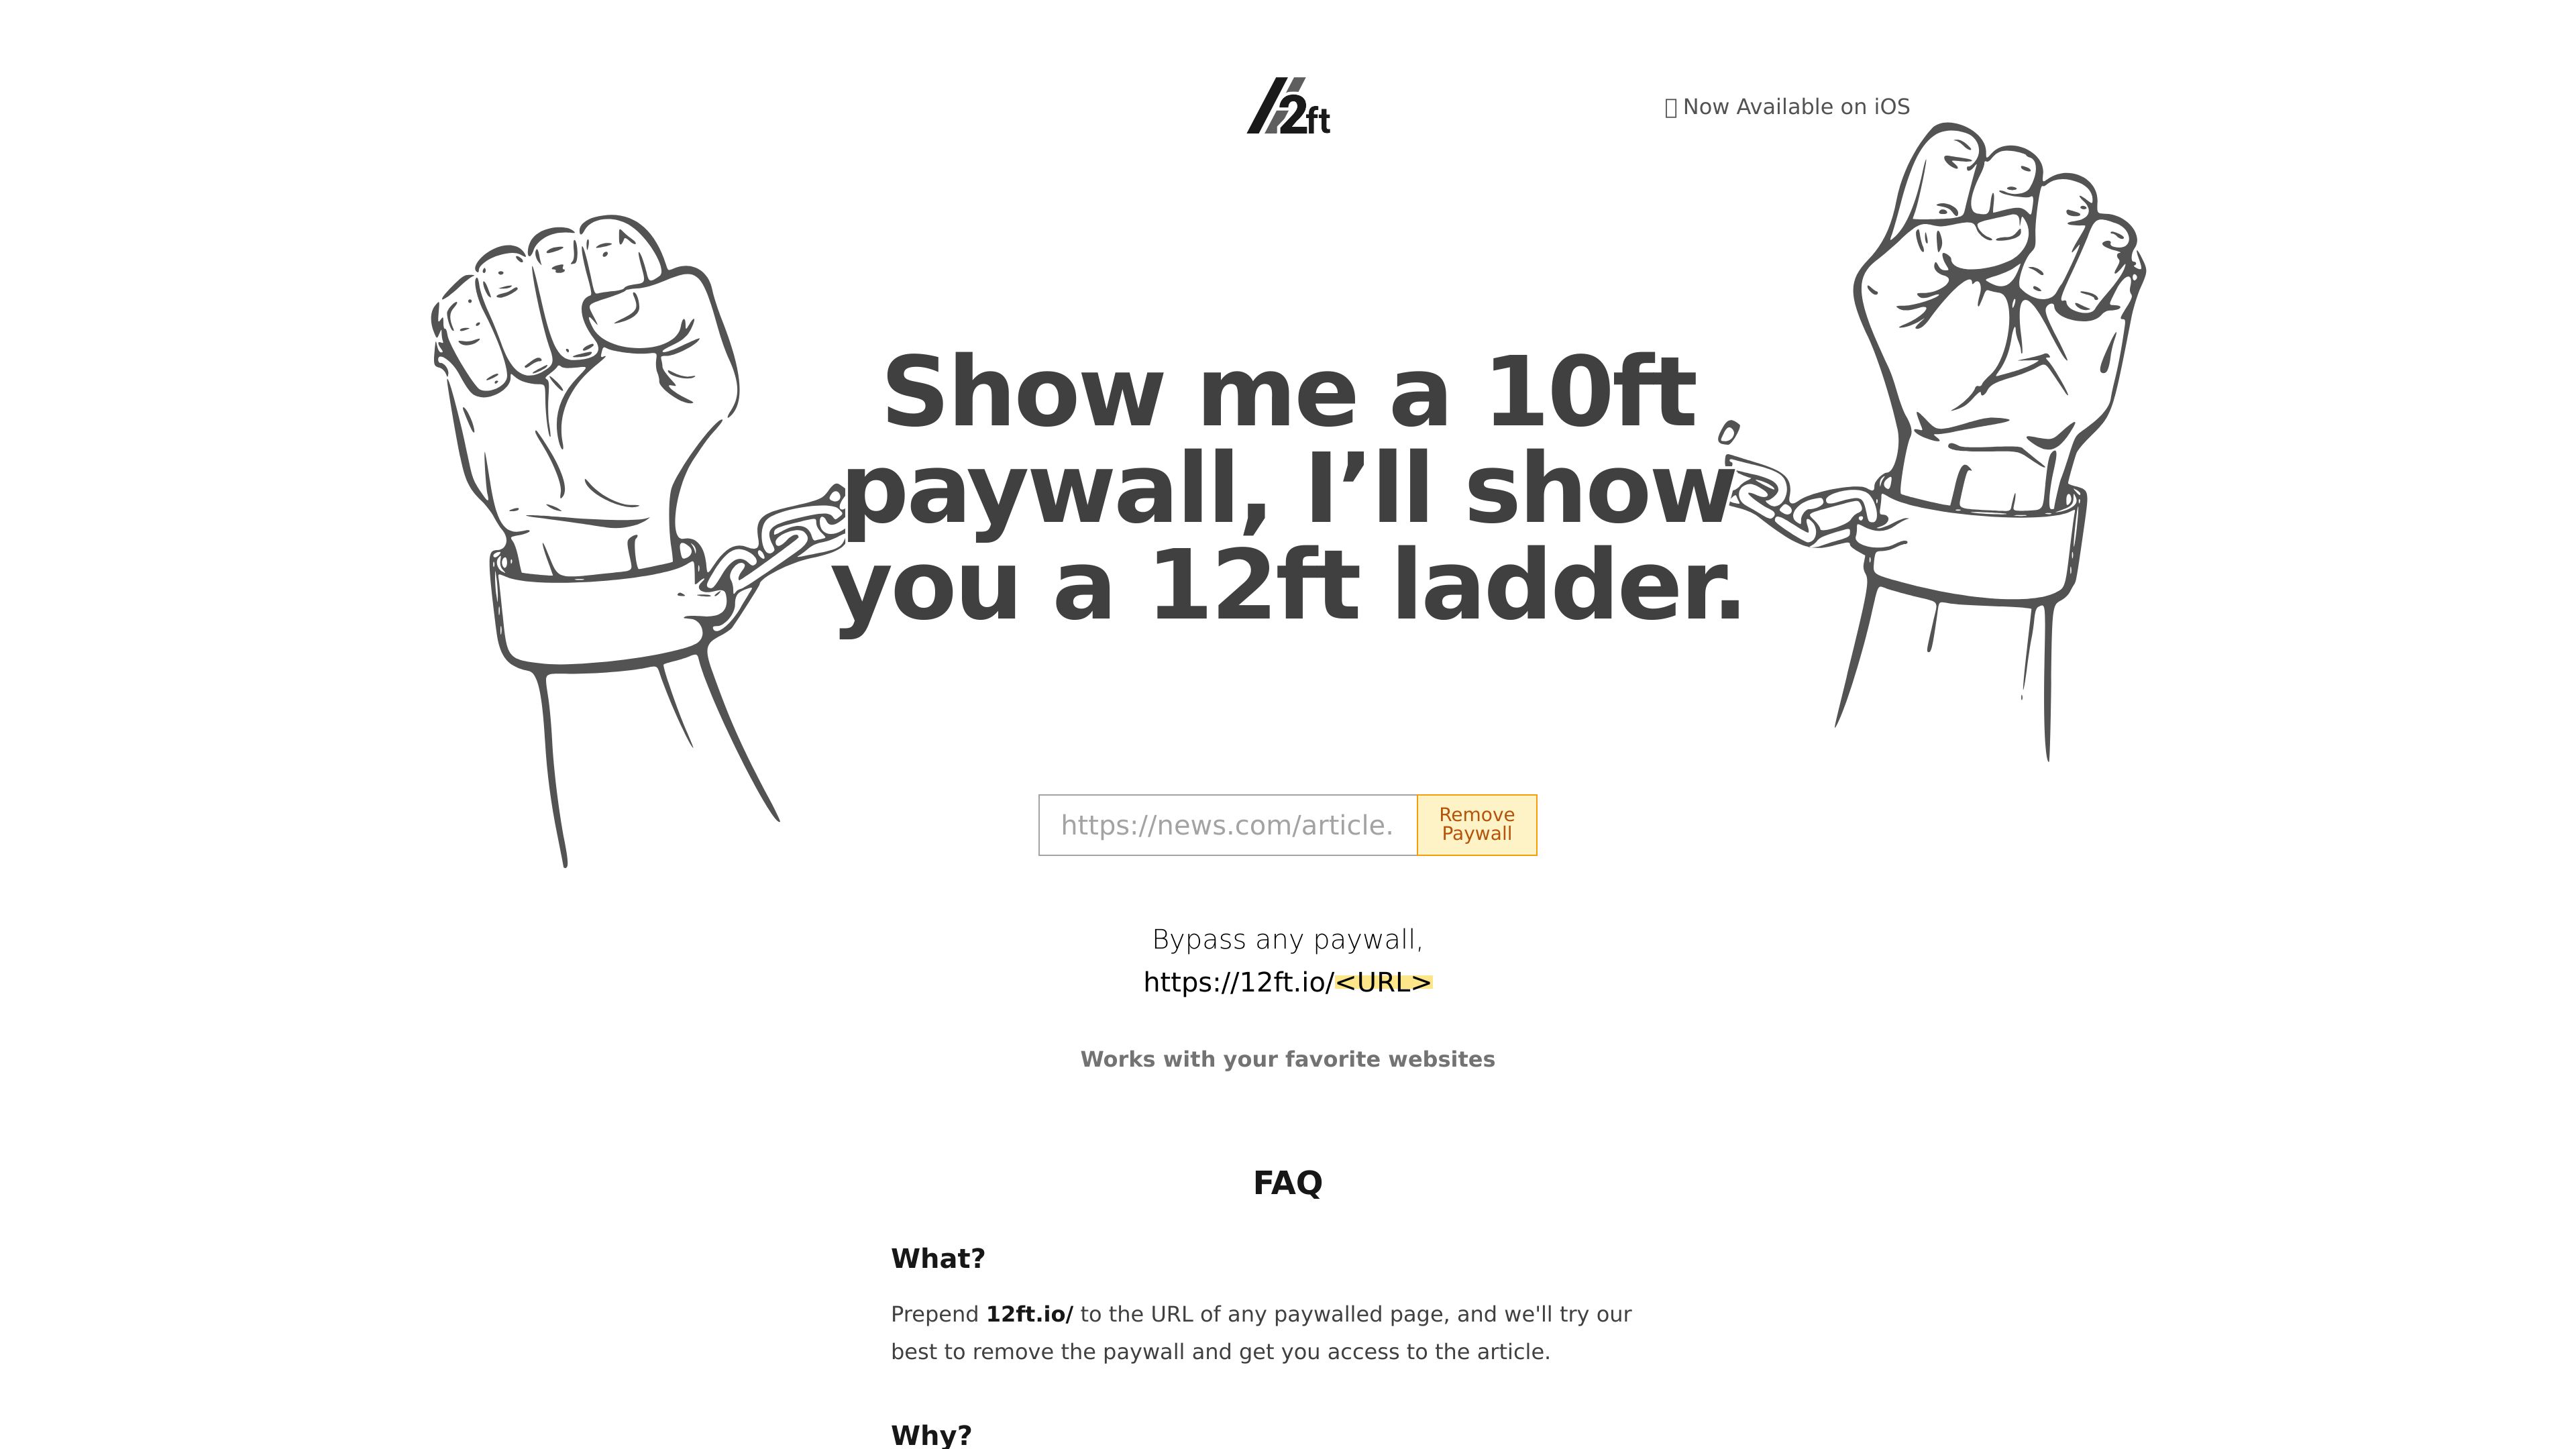 12ft
Now Available on iOS
Show me a 10ft
paywall, I’ll show
you a 12ft ladder.
https://news.com/article.
Remove
Paywall
Bypass any paywall,
https://12ft.io/<URL>
Works with your favorite websites
FAQ
What?
Prepend 12ft.io/ to the URL of any paywalled page, and we'll try our
best to remove the paywall and get you access to the article.
Why?